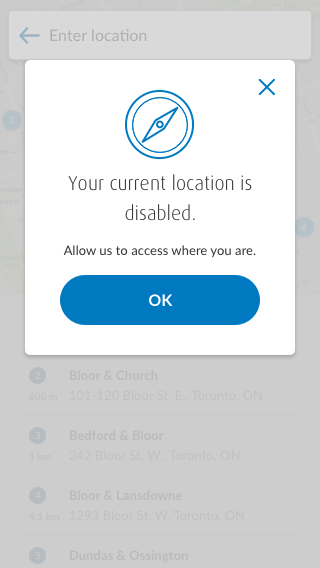 Enter location
3
Your current location is
disabled.
4
Allow us to access where you are.
OK
2
Bloor & Church
600 m
101-120 Bloor St. E., Toronto, ON
3
Bedford & Bloor
1 km
242 Bloor St. W., Toronto, ON
4
Bloor & Lansdowne
4.1 km
1293 Bloor St. W. Toronto, ON
5
Dundas & Ossington